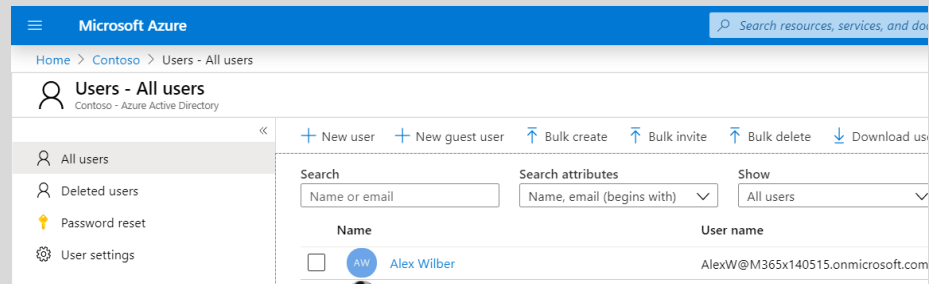 Microsoft Azure
Search resources, services, and do
Home > Contoso > Users - All users
Users - All users
Contoso - Azure Active Directory
«
New user New guest user Bulk create Bulk invite Bulk delete Download us
All users
Deleted users
Password reset
User settings
Search Search attributes Show
Name or email Name, email (begins with) All users
Name User name
AW Alex Wilber AlexW@M365x140515.onmicrosoft.com